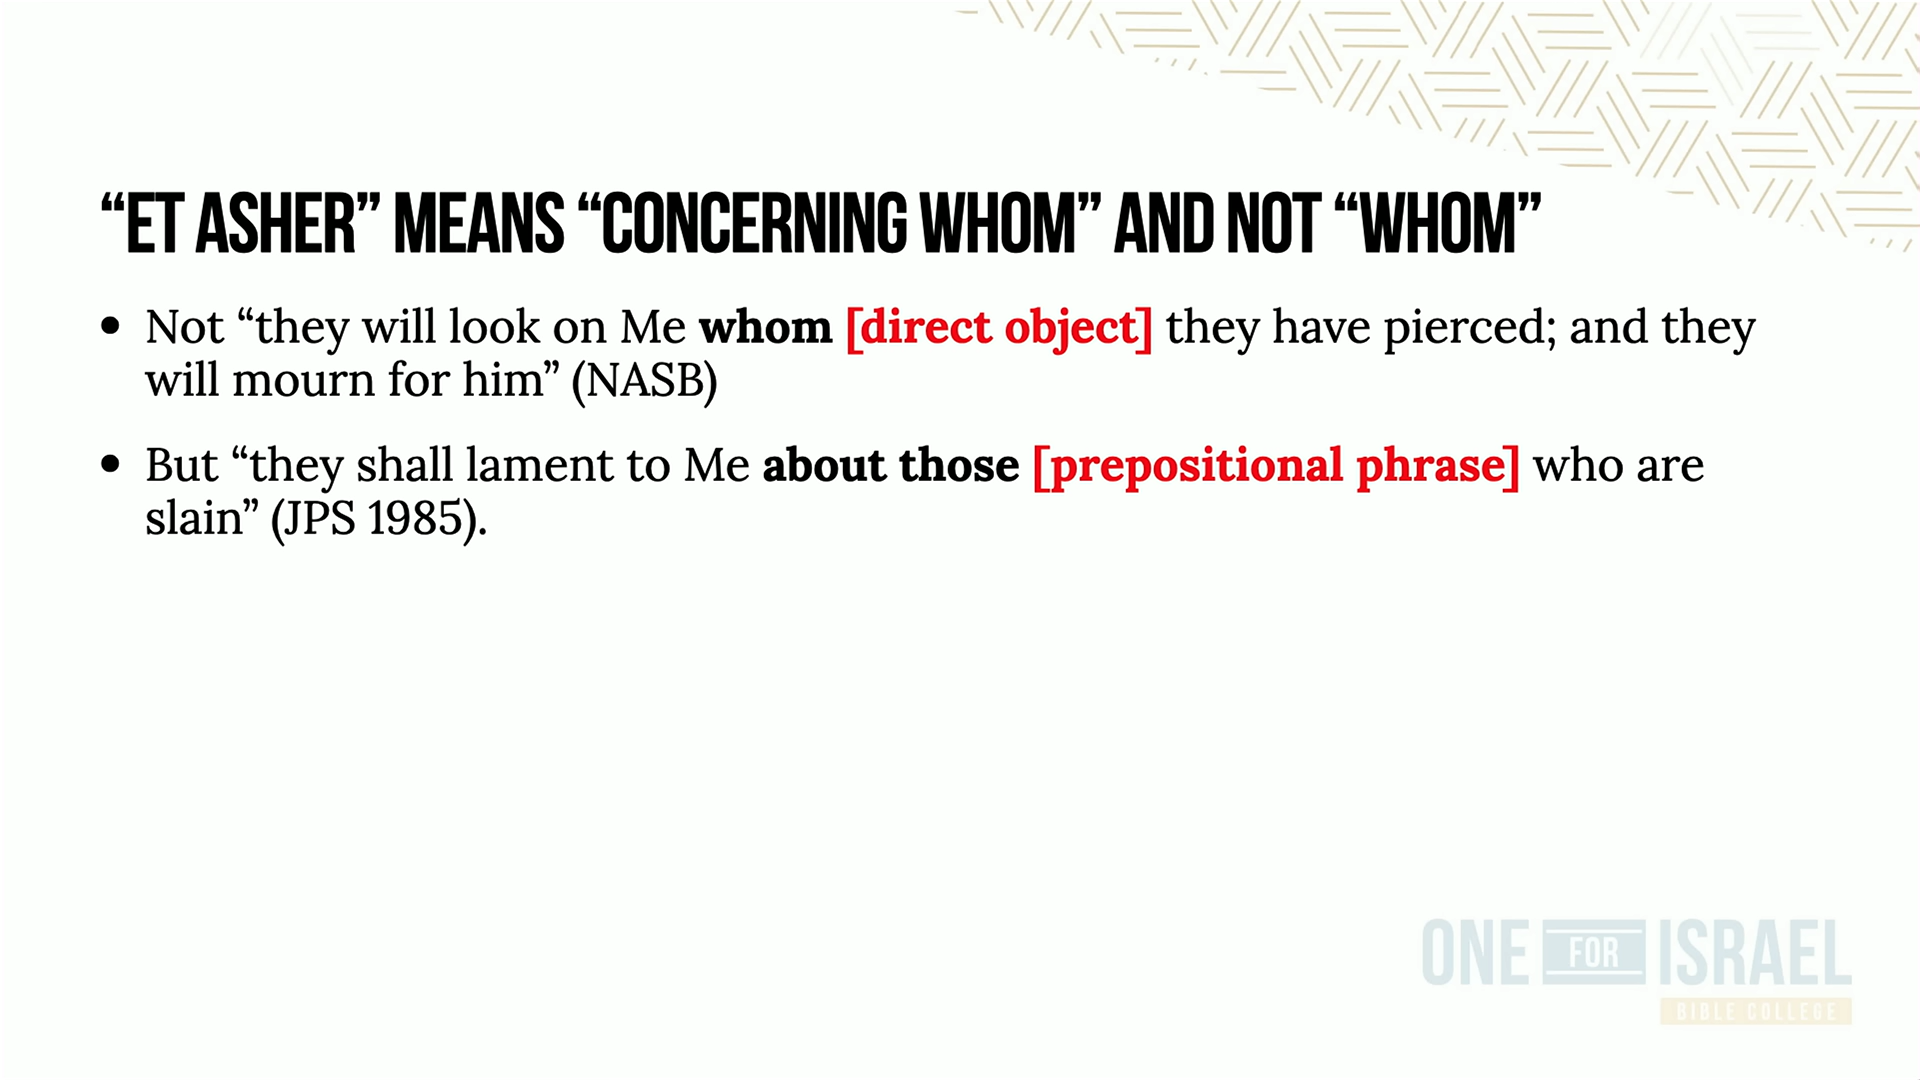 “ET ASHER” MEANS “CONCERNING WHOM” AND NOT “WHOM”
• Not “they will look on Me whom [direct object] they have pierced; and they
will mourn for him” (NASB)
• But “they shall lament to Me about those [prepositional phrase] who are
slain” (JPS 1985).
ONE FOR ISRAEL
BIBLE COLLEGE